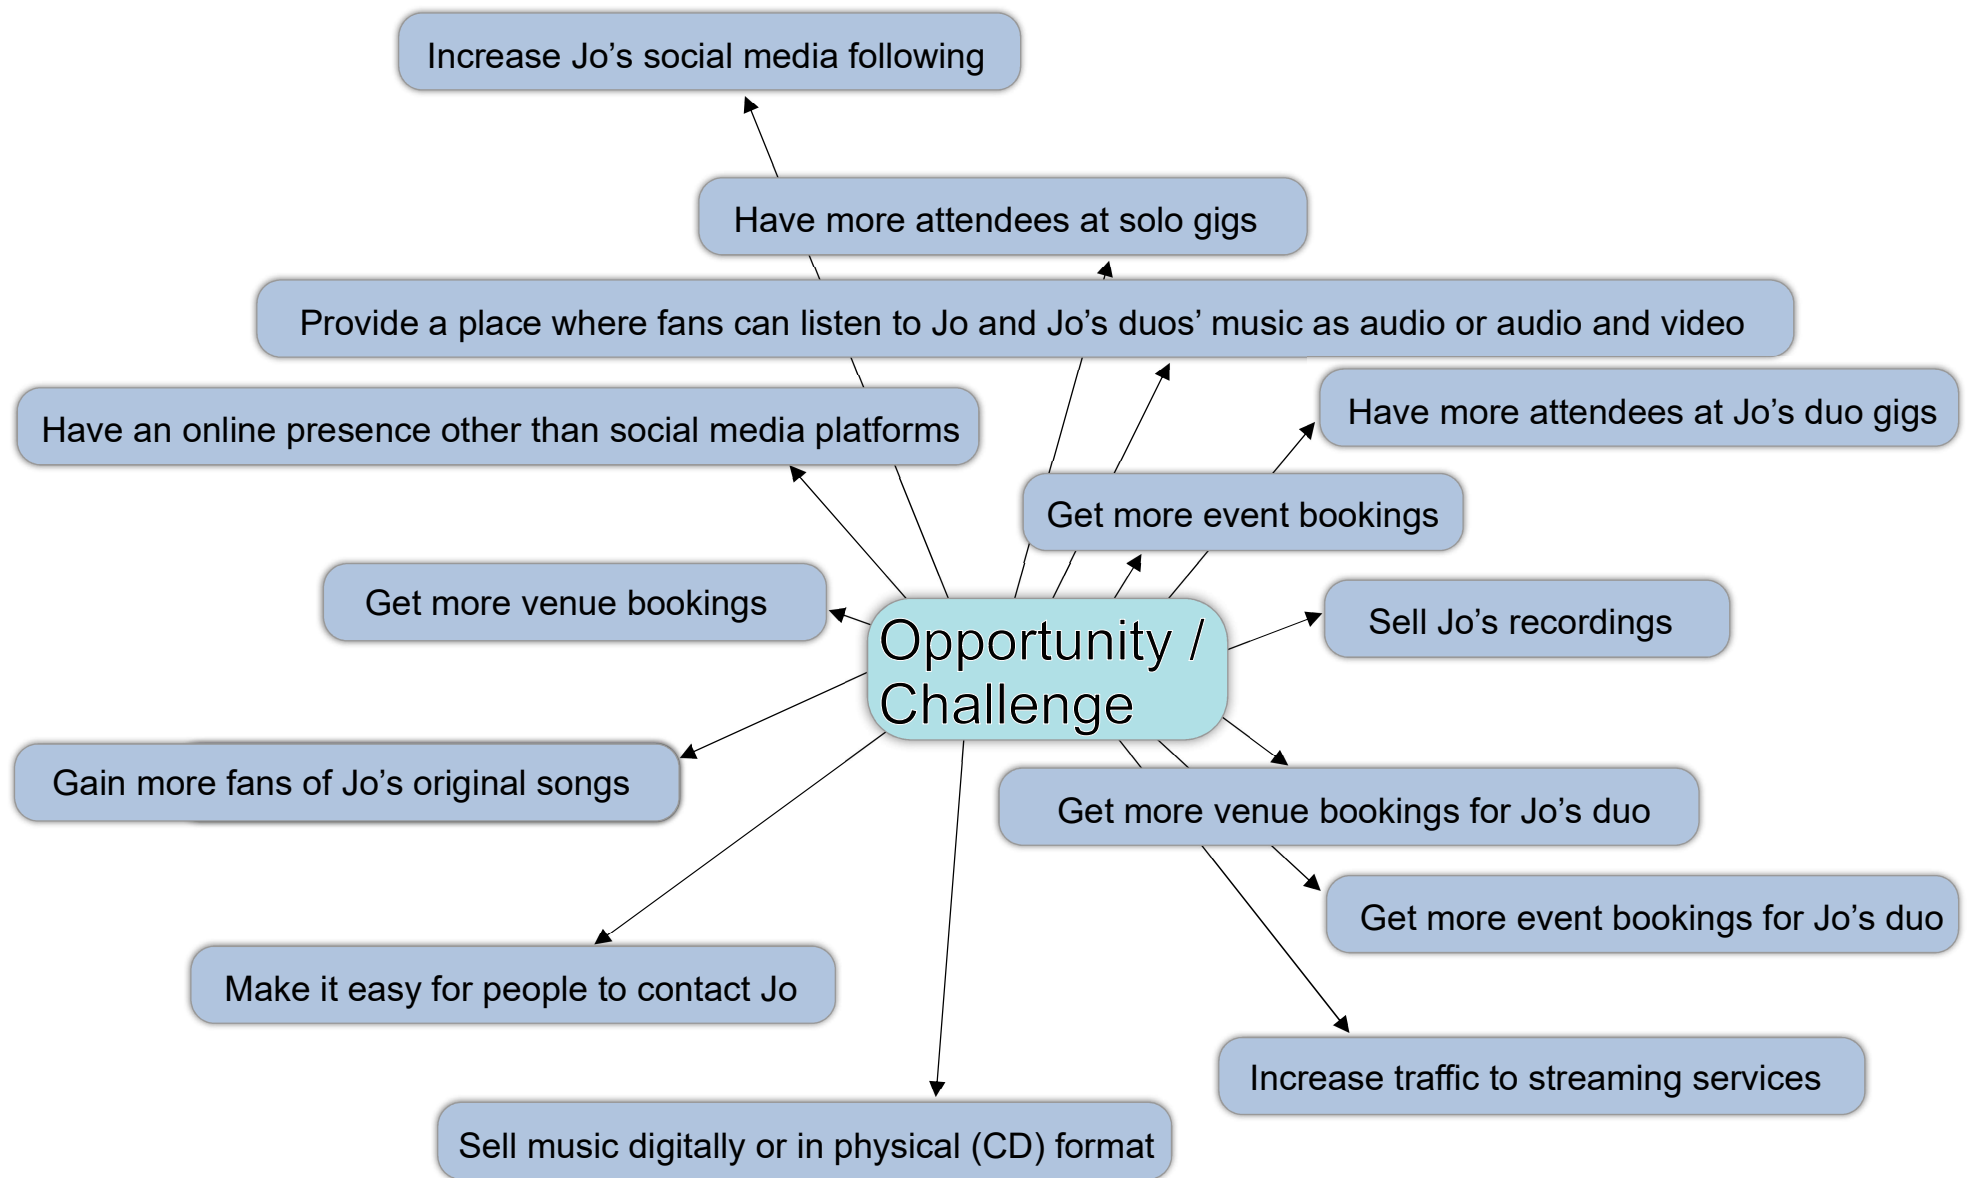 Increase Jo’s social media following
Have more attendees at solo gigs
Provide a place where fans can listen to Jo and Jo’s duos’ music as audio or audio and video
Have more attendees at Jo’s duo gigs
Have an online presence other than social media platforms
Get more event bookings
Get more venue bookings
Sell Jo’s recordings
Opportunity /
Challenge
Gain more fans of Jo’s original songs
Get more venue bookings for Jo’s duo
Get more event bookings for Jo’s duo
Make it easy for people to contact Jo
Increase traffic to streaming services
Sell music digitally or in physical (CD) format